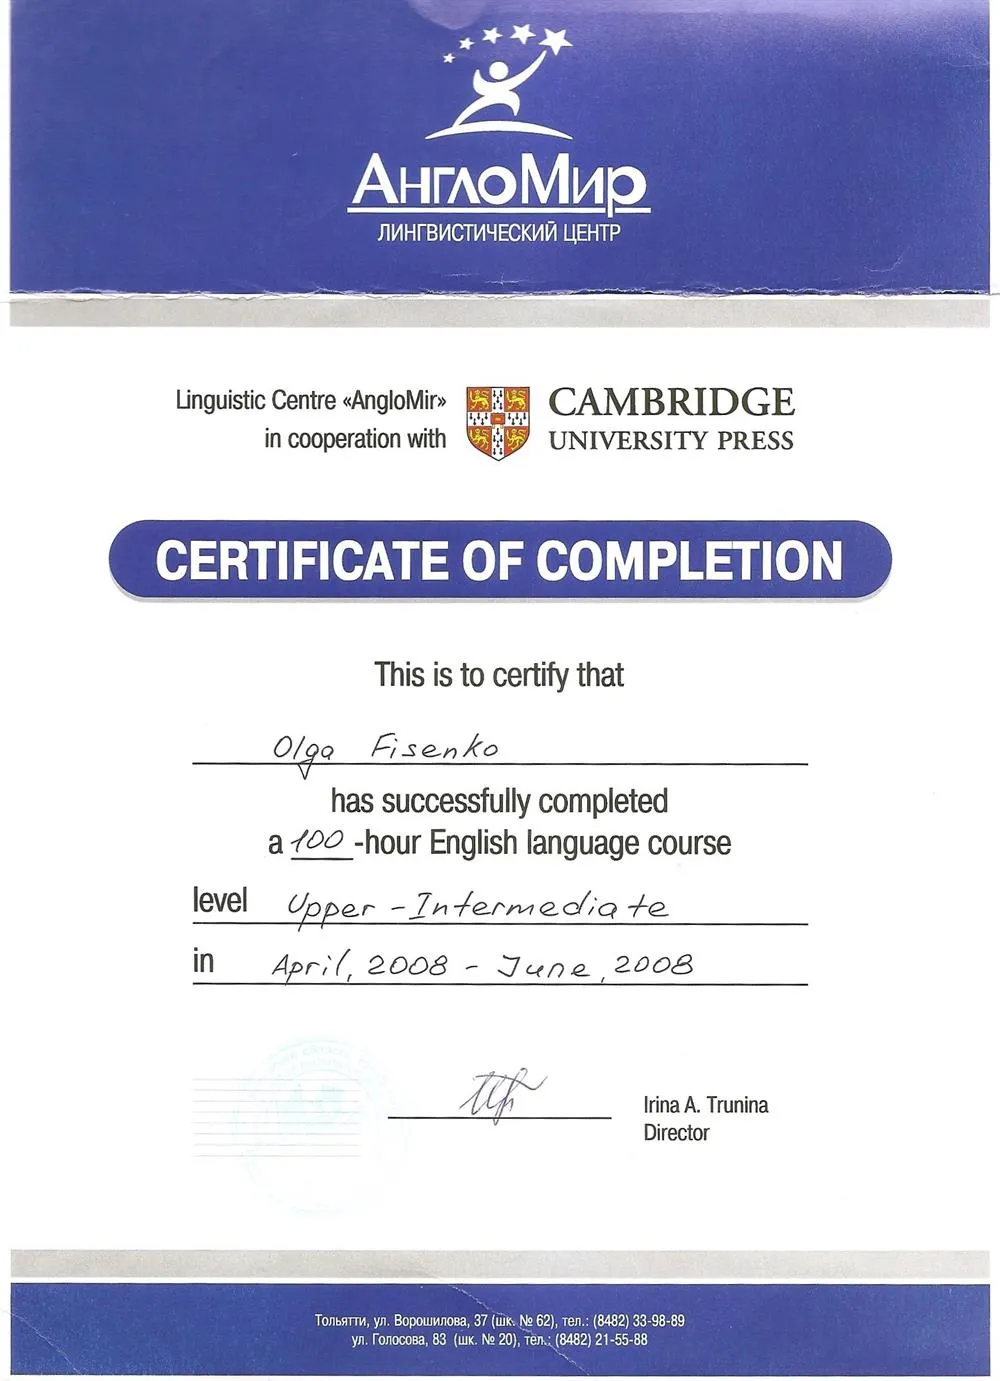 АнглоМир
ЛИНГВИСТИЧЕСКИЙ ЦЕНТР
Linguistic Centre «AngloMir»
in cooperation with
CAMBRIDGE
UNIVERSITY PRESS
CERTIFICATE OF COMPLETION
This is to certify that
Olga Fisenko
has successfully completed
a 100-hour English language course
level Upper-Intermediate
in April, 2008 - June, 2008
Irina A. Trunina
Director
Тольятти, ул. Ворошилова, 37 (шк. № 62), тел.: (8482) 33-98-89
ул. Голосова, 83 (шк. № 20), тел.: (8482) 21-55-88